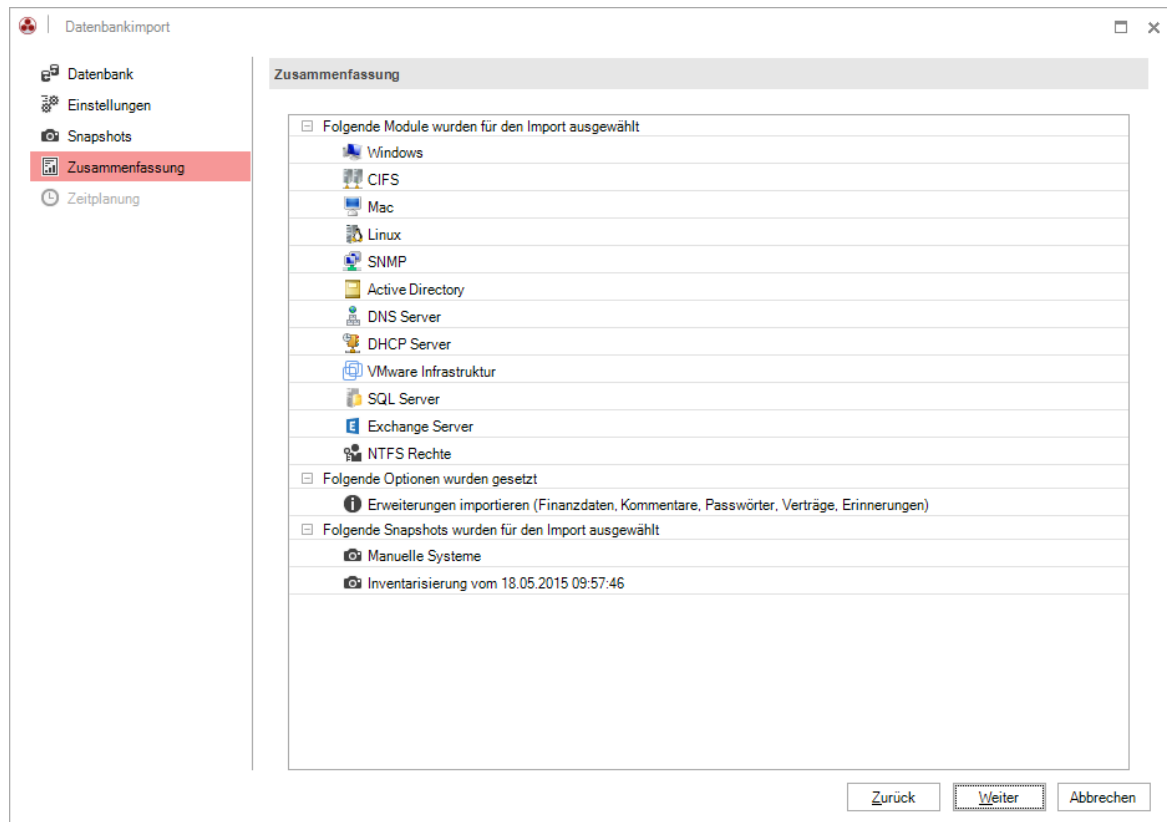 Datenbankimport
Datenbank
Einstellungen
Snapshots
Zusammenfassung
Zeitplanung
Zusammenfassung
Folgende Module wurden für den Import ausgewählt
Windows
CIFS
Mac
Linux
SNMP
Active Directory
DNS Server
DHCP Server
VMware Infrastruktur
SQL Server
Exchange Server
NTFS Rechte
Folgende Optionen wurden gesetzt
Erweiterungen importieren (Finanzdaten, Kommentare, Passwörter, Verträge, Erinnerungen)
Folgende Snapshots wurden für den Import ausgewählt
Manuelle Systeme
Inventarisierung vom 18.05.2015 09:57:46
Zurück Weiter Abbrechen